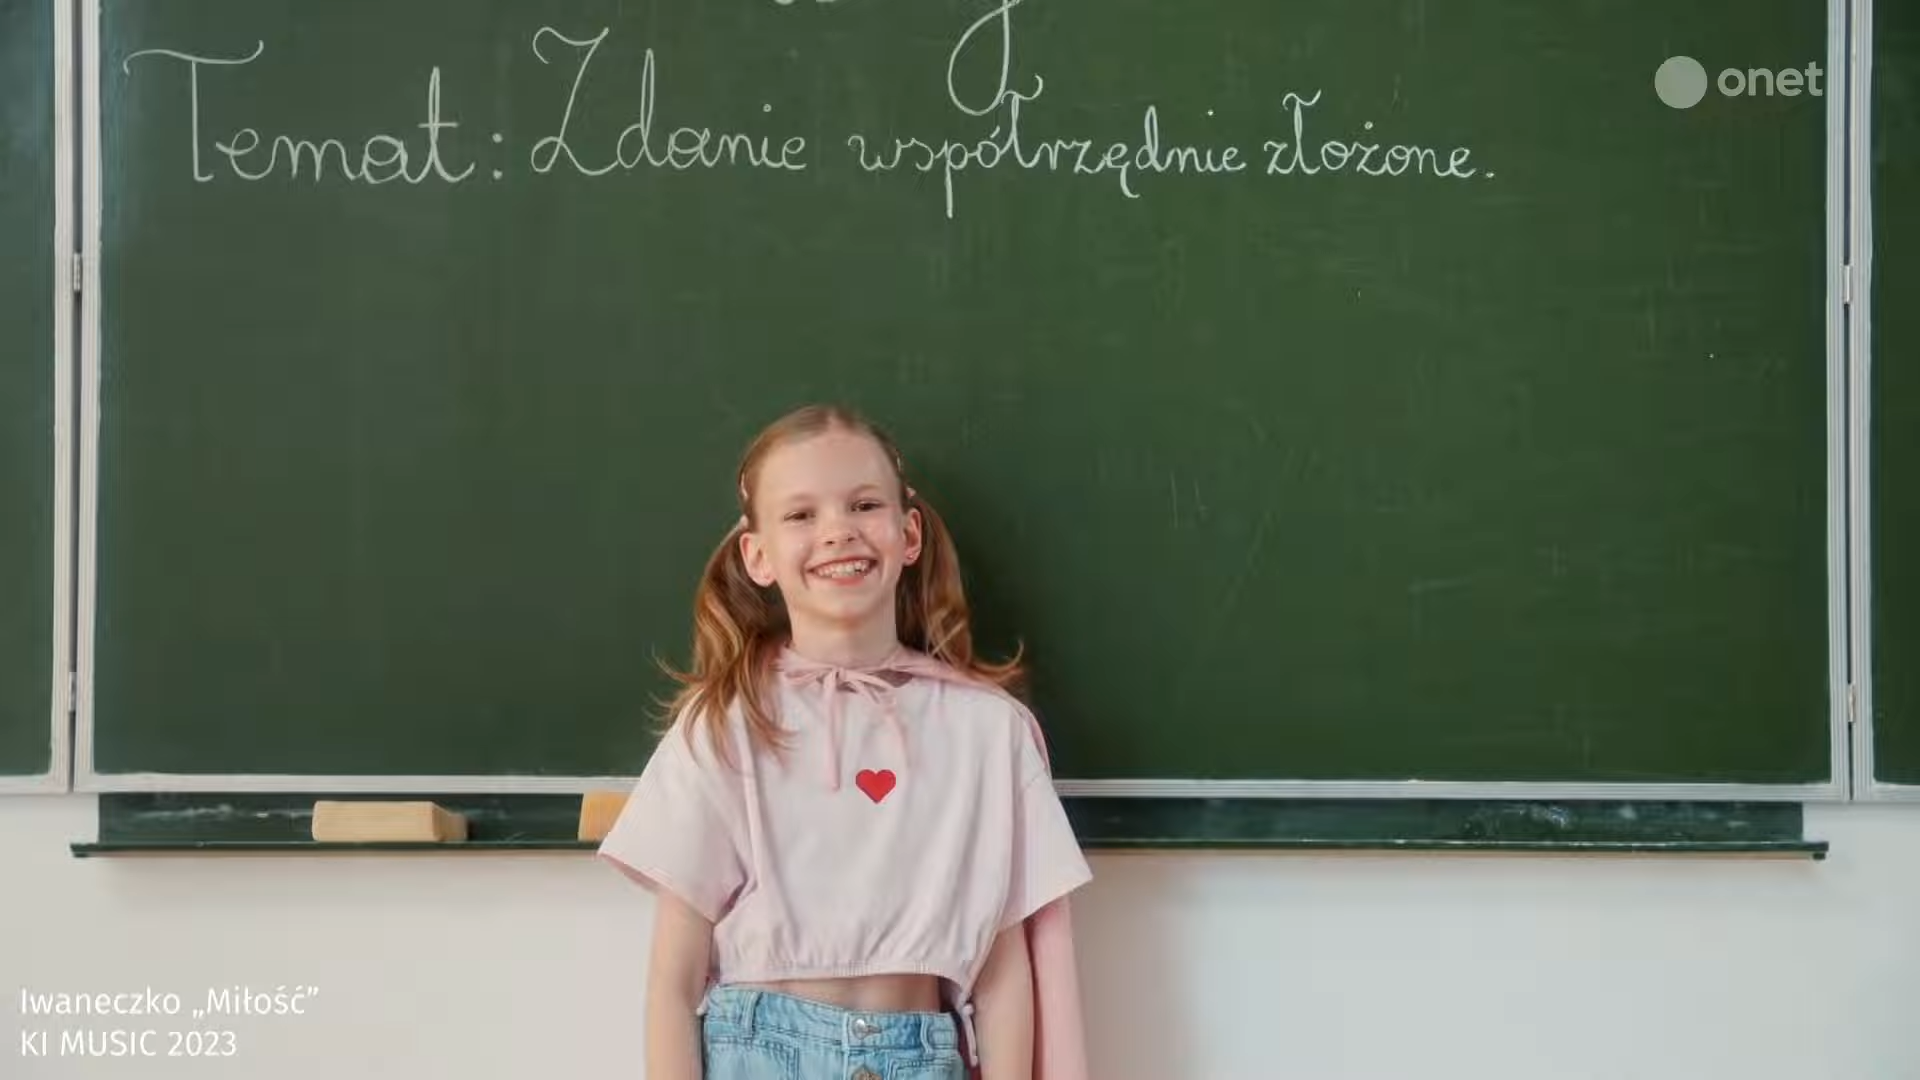 Temat: Zdanie współrzędnie złożone.
onet
Iwaneczko „Miłość”
KI MUSIC 2023